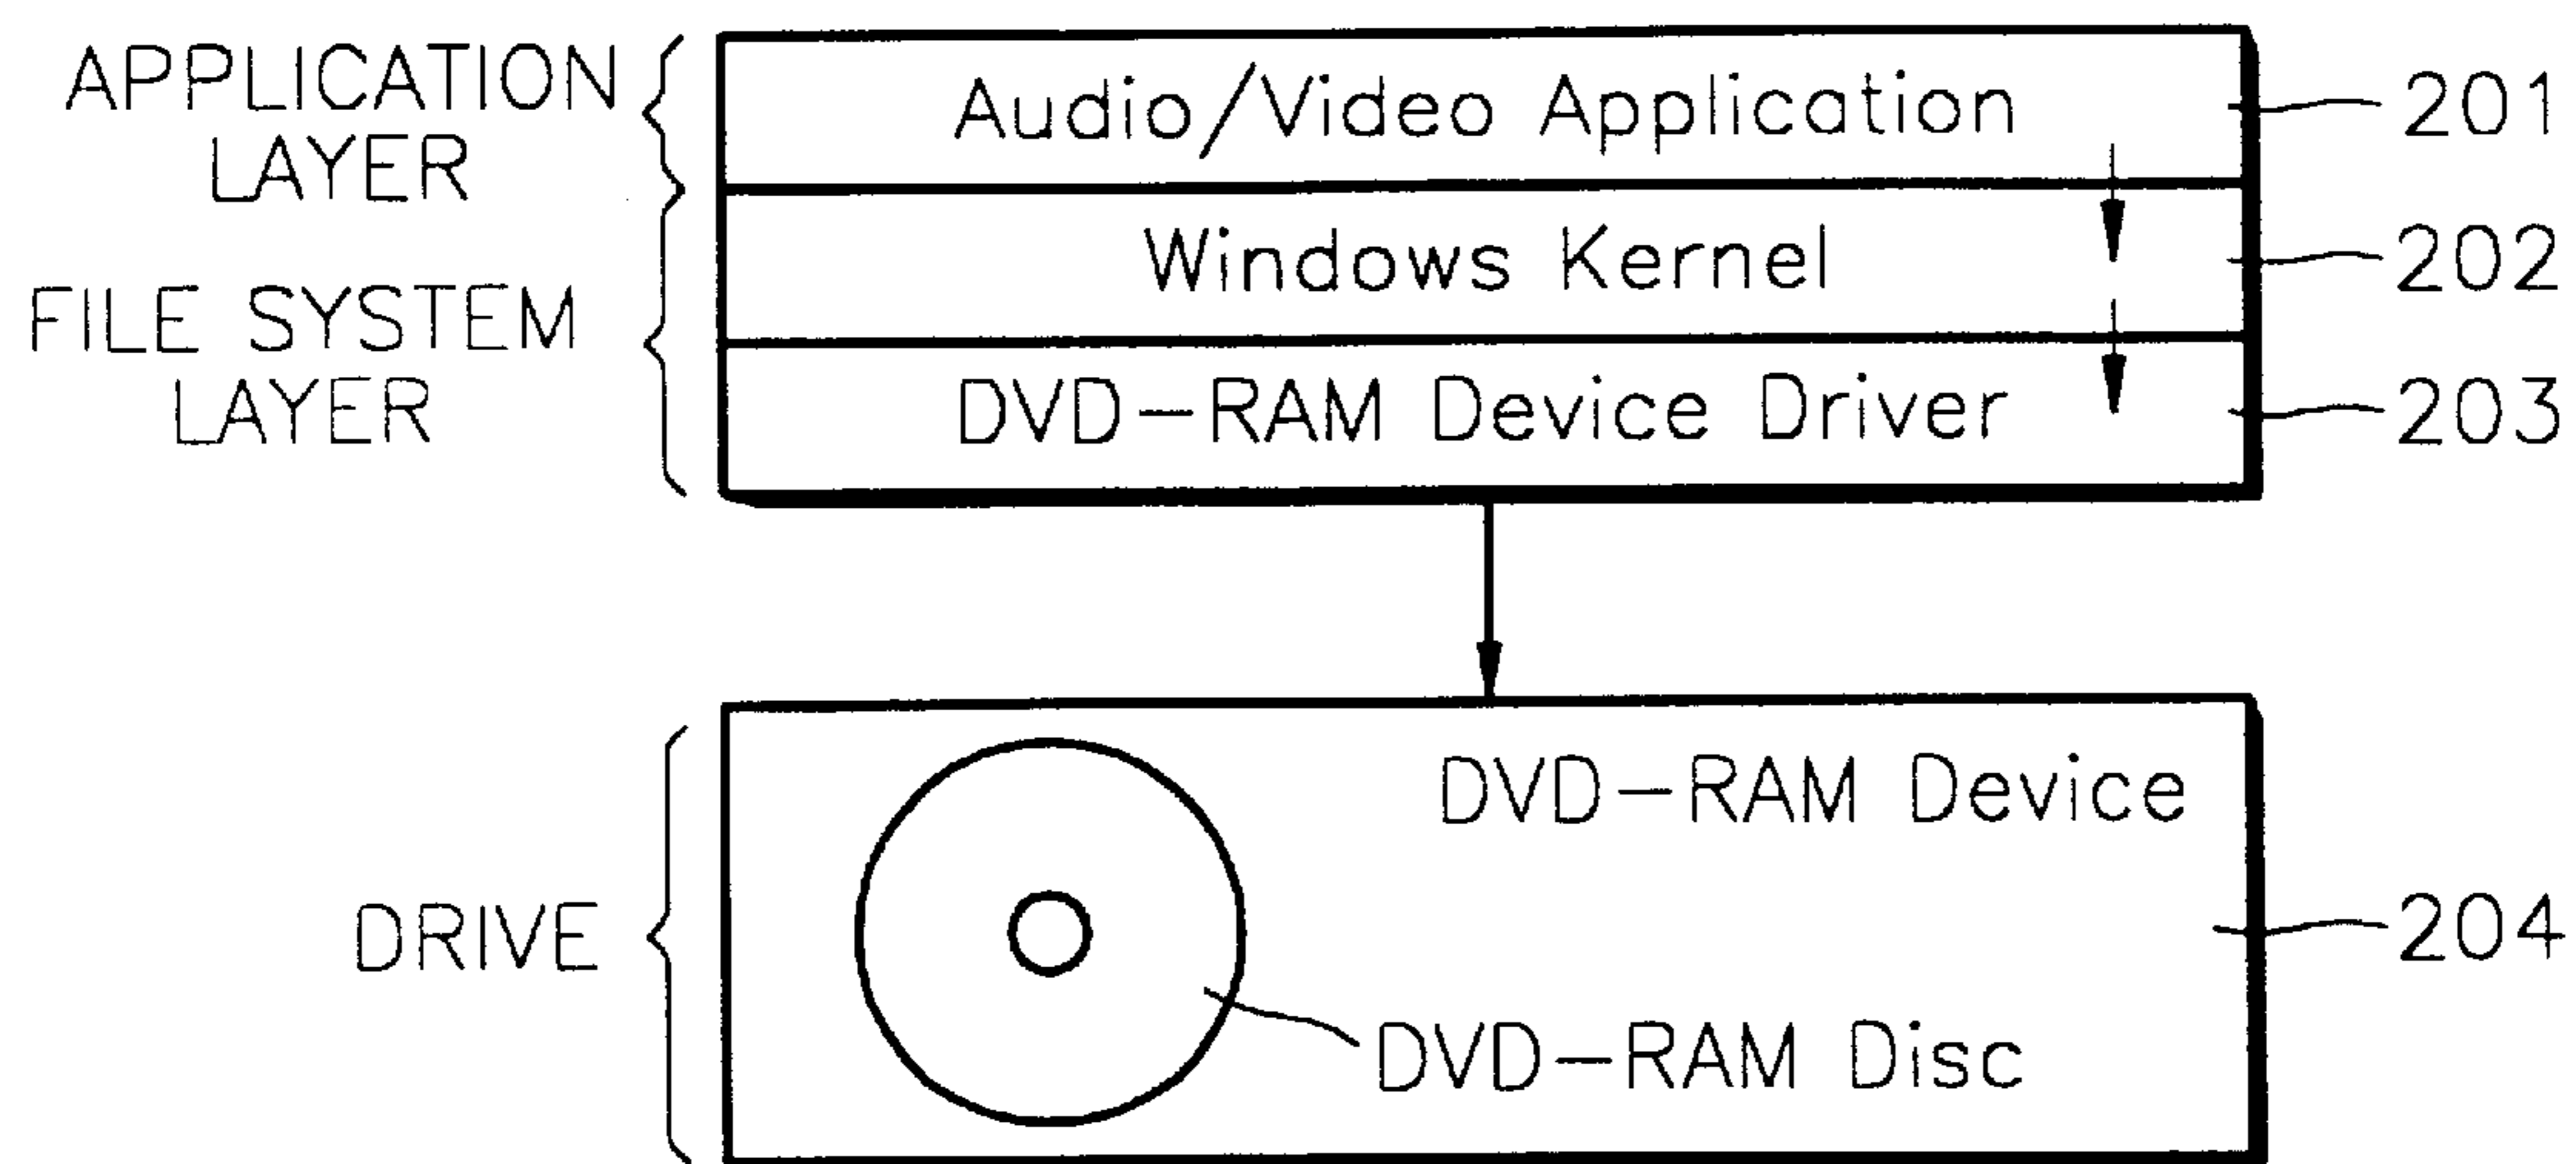 APPLICATION
LAYER
Audio/Video Application
201
Windows Kernel
202
FILE SYSTEM
LAYER
DVD-RAM Device Driver
203
DVD-RAM Device
DRIVE
204
DVD-RAM Disc